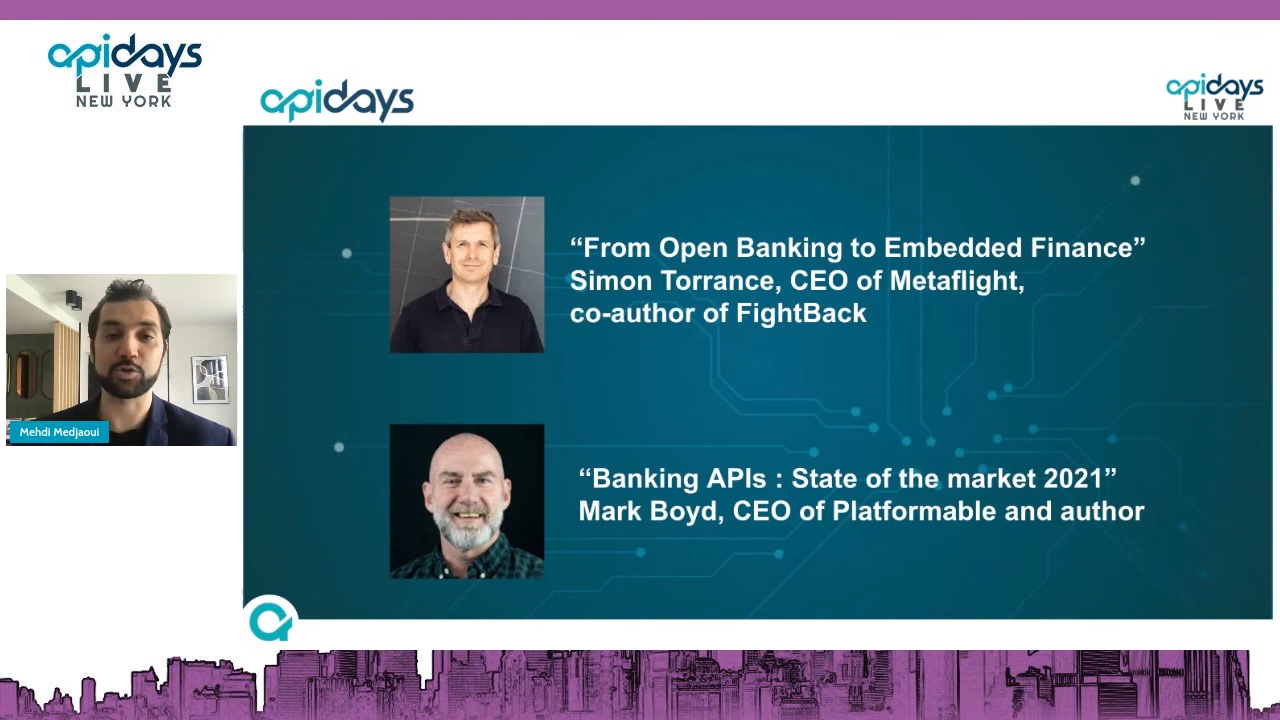 apidays
LIVE
NEW YORK
apidays
apidays
LIVE
NEW YORK
“From Open Banking to Embedded Finance”
Simon Torrance, CEO of Metaflight,
co-author of FightBack
Mehdi Medjaoui
“Banking APIs : State of the market 2021”
Mark Boyd, CEO of Platformable and author